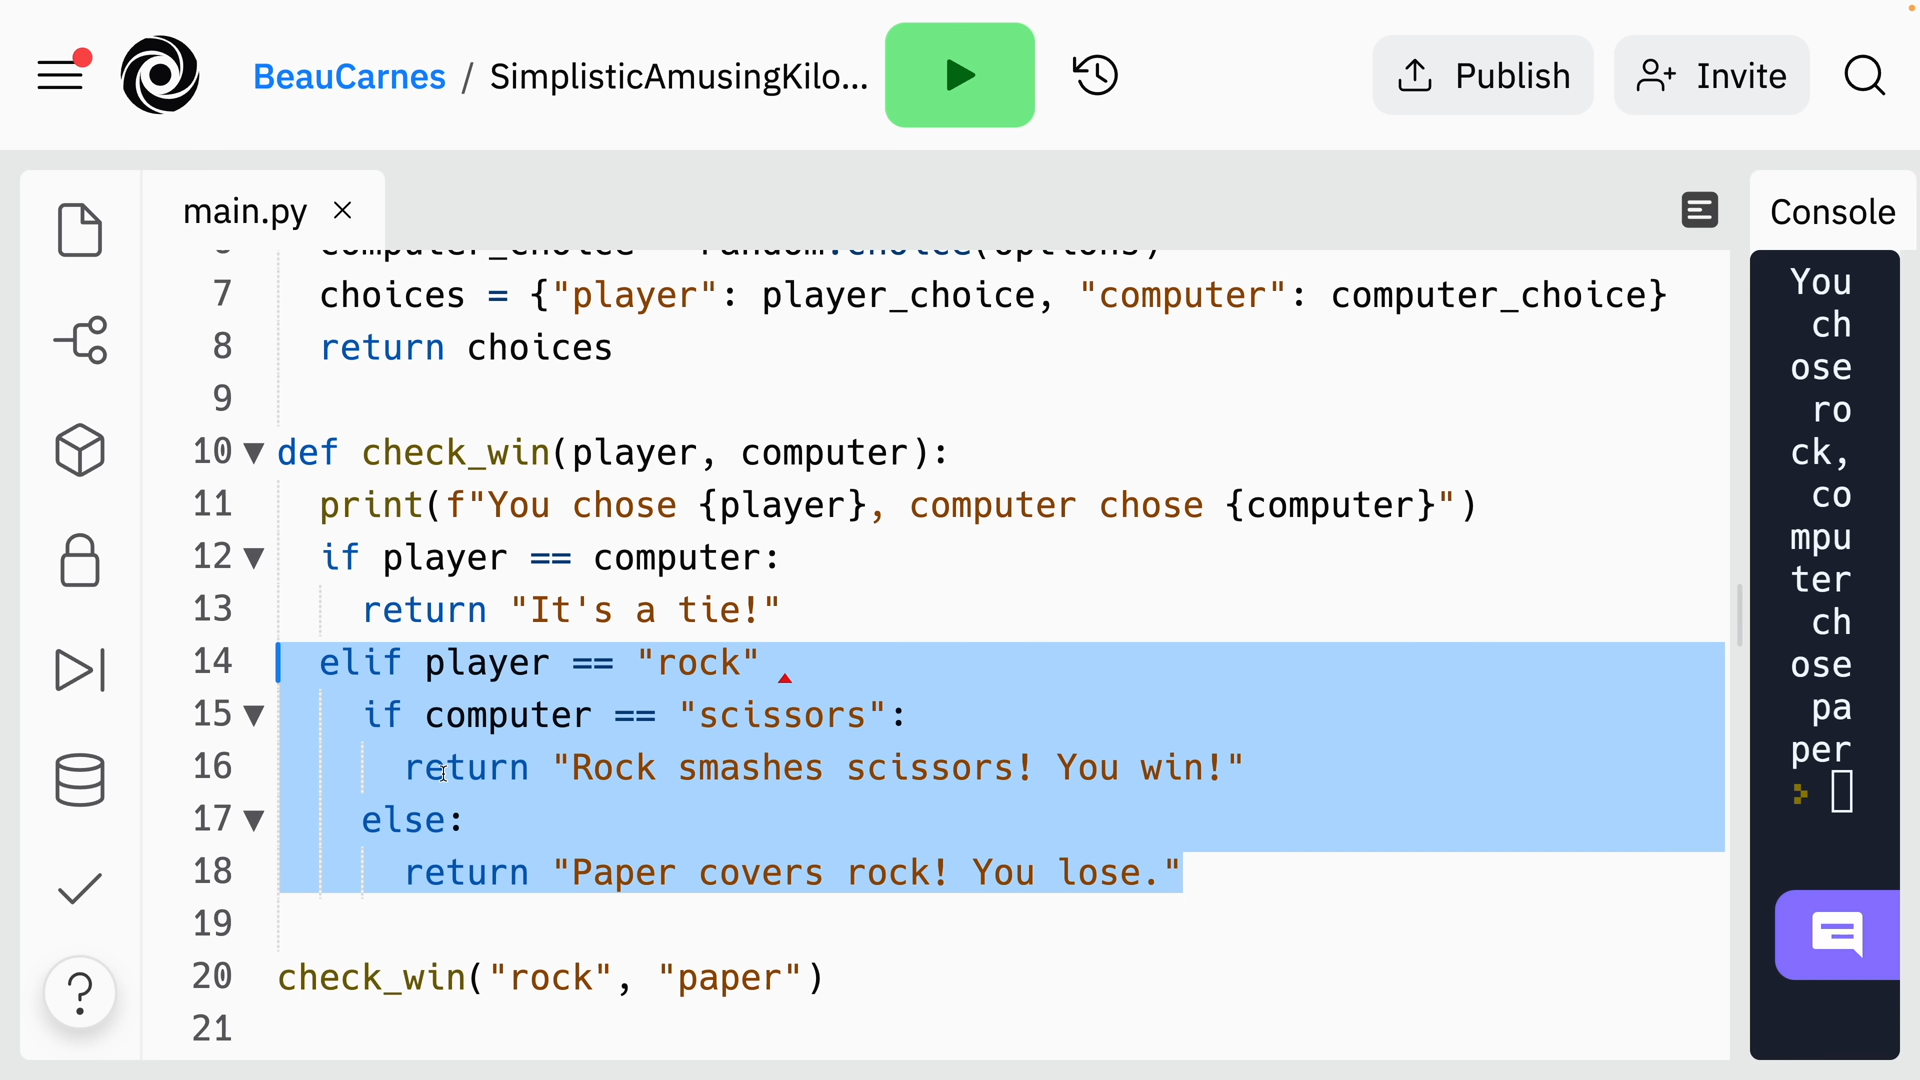 BeauCarnes / SimplisticAmusingKilo...
Publish
Invite
main.py
Console
computer_choice = random.choice(options)
7 choices = {"player": player_choice, "computer": computer_choice}
8 return choices
9
10 def check_win(player, computer):
11 print(f"You chose {player}, computer chose {computer}")
12 if player == computer:
13 return "It's a tie!"
14 elif player == "rock"
15 if computer == "scissors":
16 return "Rock smashes scissors! You win!"
17 else:
18 return "Paper covers rock! You lose."
19
20 check_win("rock", "paper")
21
You
ch
ose
ro
ck,
co
mpu
ter
ch
ose
pa
per